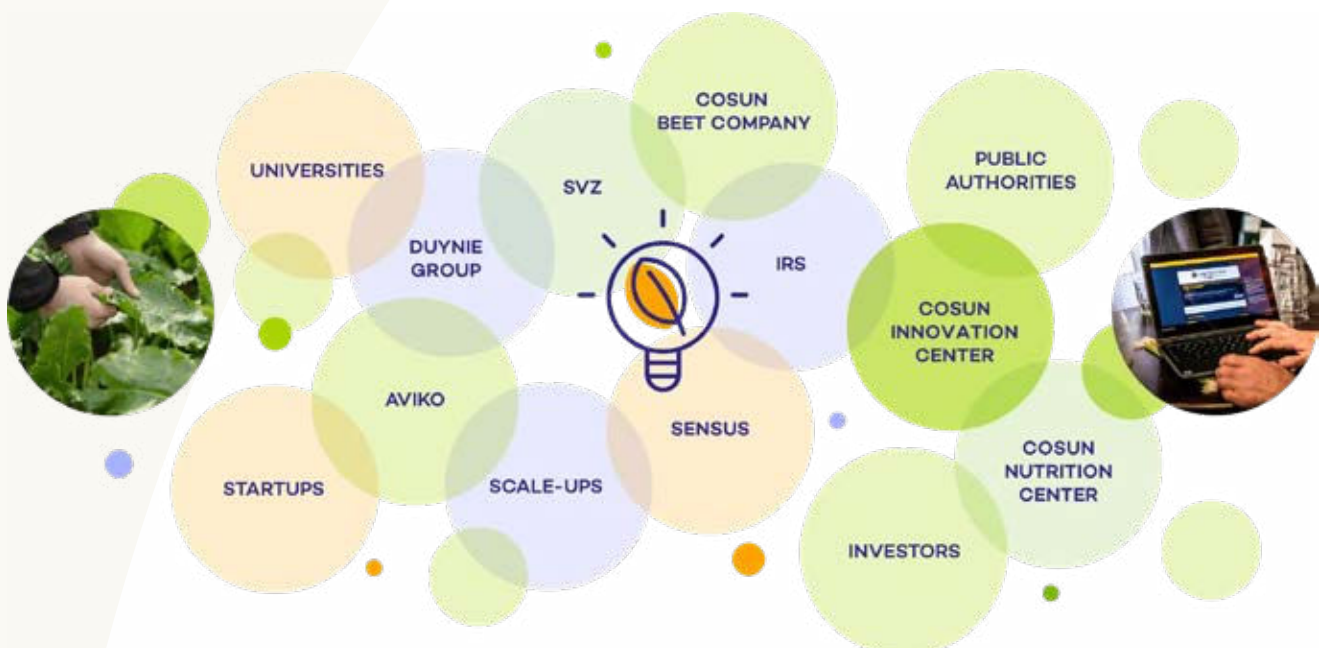 COSUN
BEET COMPANY
UNIVERSITIES
PUBLIC
AUTHORITIES
SVZ
DUYNIE
GROUP
IRS
COSUN
INNOVATION
CENTER
AVIKO
SENSUS
COSUN
NUTRITION
CENTER
STARTUPS
SCALE-UPS
INVESTORS